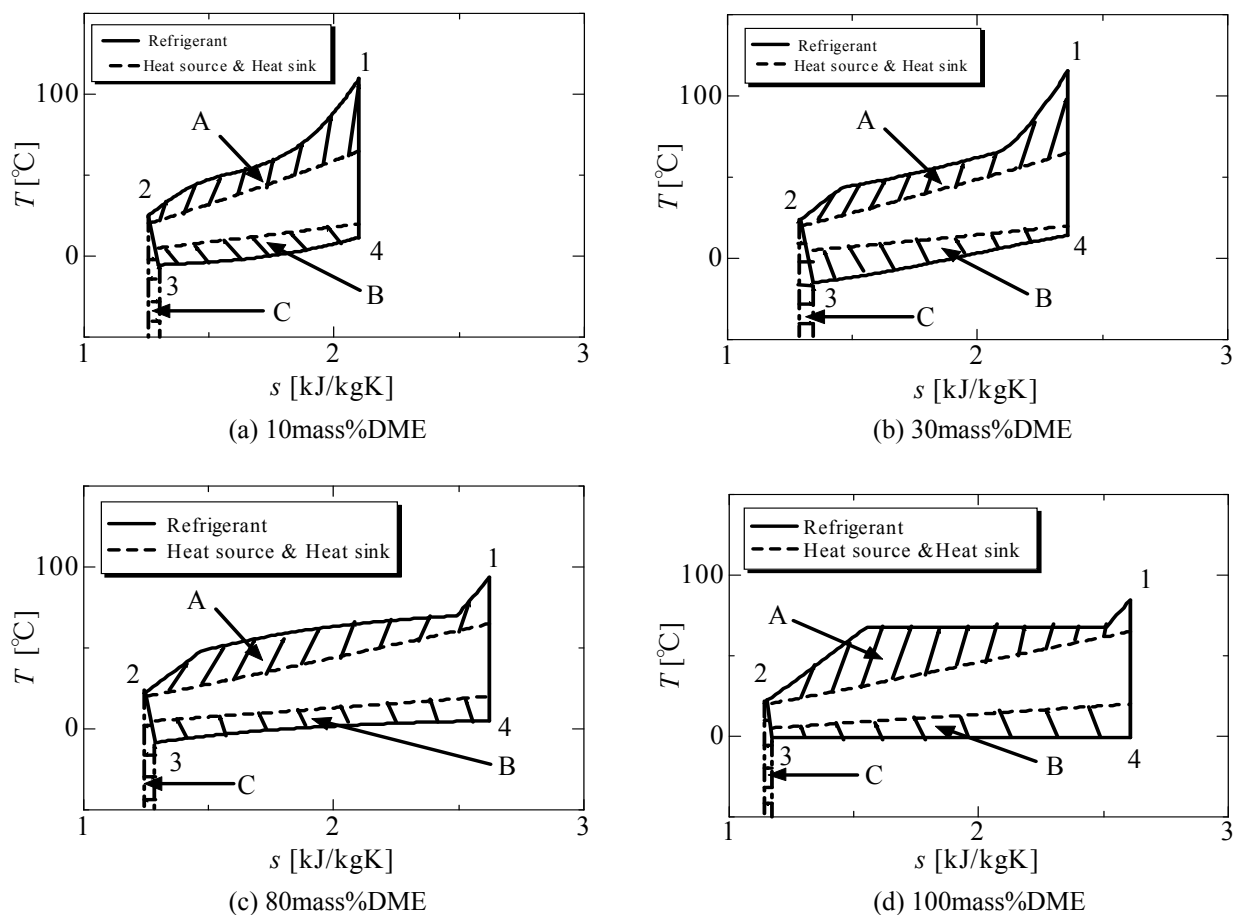 Refrigerant
Heat source & Heat sink
1
100
A
T [℃]
2
0
4
3
B
C
1
2
3
s [kJ/kgK]
(a) 10mass%DME
Refrigerant
Heat source & Heat sink
1
100
A
T [℃]
2
0
4
3
B
C
1
2
3
s [kJ/kgK]
(b) 30mass%DME
Refrigerant
Heat source & Heat sink
1
100
A
T [℃]
2
0
4
3
B
C
1
2
3
s [kJ/kgK]
(c) 80mass%DME
Refrigerant
Heat source &Heat sink
1
100
A
T [℃]
2
0
3
4
B
C
1
2
3
s [kJ/kgK]
(d) 100mass%DME